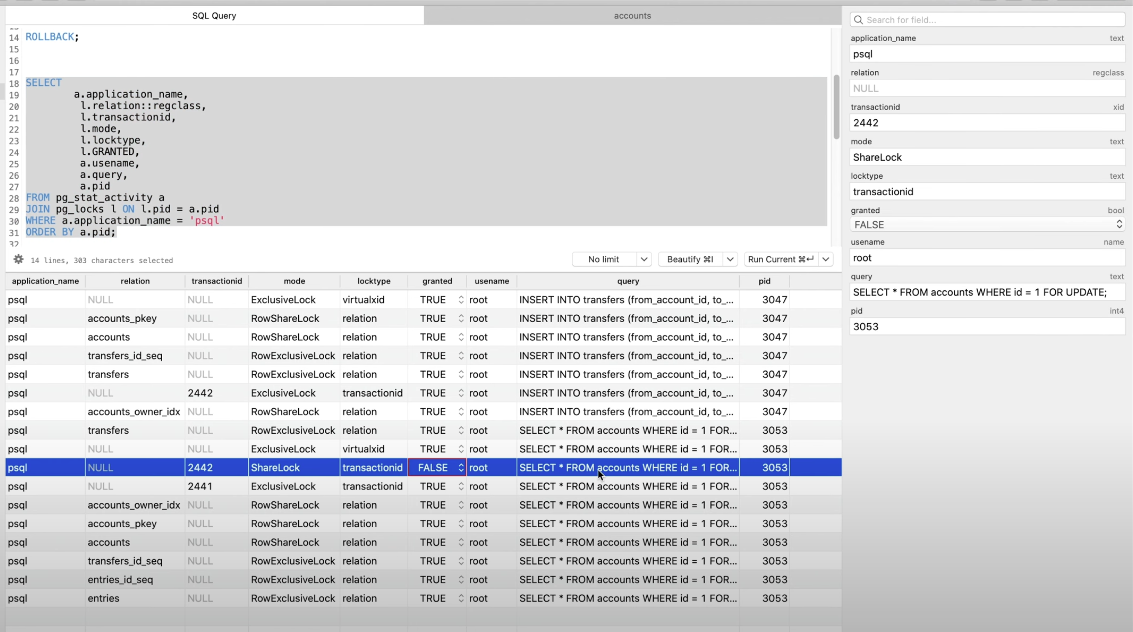 SQL Query
accounts
14 ROLLBACK;
15
16
17
18 SELECT
19 a.application_name,
20 l.relation::regclass,
21 l.transactionid,
22 l.mode,
23 l.locktype,
24 l.GRANTED,
25 a.usename,
26 a.query,
27 a.pid
28 FROM pg_stat_activity a
29 JOIN pg_locks l ON l.pid = a.pid
30 WHERE a.application_name = 'psql'
31 ORDER BY a.pid;
32
14 lines, 303 characters selected
No limit
Beautify ⌘I
Run Current ⌘↵
application_name relation transactionid mode locktype granted usename query pid
psql NULL NULL ExclusiveLock virtualxid TRUE root INSERT INTO transfers (from_account_id, to_... 3047
psql accounts_pkey NULL RowShareLock relation TRUE root INSERT INTO transfers (from_account_id, to_... 3047
psql accounts NULL RowShareLock relation TRUE root INSERT INTO transfers (from_account_id, to_... 3047
psql transfers_id_seq NULL RowExclusiveLock relation TRUE root INSERT INTO transfers (from_account_id, to_... 3047
psql transfers NULL RowExclusiveLock relation TRUE root INSERT INTO transfers (from_account_id, to_... 3047
psql NULL 2442 ExclusiveLock transactionid TRUE root INSERT INTO transfers (from_account_id, to_... 3047
psql accounts_owner_idx NULL RowShareLock relation TRUE root INSERT INTO transfers (from_account_id, to_... 3047
psql transfers NULL RowExclusiveLock relation TRUE root SELECT * FROM accounts WHERE id = 1 FOR... 3053
psql NULL NULL ExclusiveLock virtualxid TRUE root SELECT * FROM accounts WHERE id = 1 FOR... 3053
psql NULL 2442 ShareLock transactionid FALSE root SELECT * FROM accounts WHERE id = 1 FOR... 3053
psql NULL 2441 ExclusiveLock transactionid TRUE root SELECT * FROM accounts WHERE id = 1 FOR... 3053
psql accounts_owner_idx NULL RowShareLock relation TRUE root SELECT * FROM accounts WHERE id = 1 FOR... 3053
psql accounts_pkey NULL RowShareLock relation TRUE root SELECT * FROM accounts WHERE id = 1 FOR... 3053
psql accounts NULL RowShareLock relation TRUE root SELECT * FROM accounts WHERE id = 1 FOR... 3053
psql transfers_id_seq NULL RowExclusiveLock relation TRUE root SELECT * FROM accounts WHERE id = 1 FOR... 3053
psql entries_id_seq NULL RowExclusiveLock relation TRUE root SELECT * FROM accounts WHERE id = 1 FOR... 3053
psql entries NULL RowExclusiveLock relation TRUE root SELECT * FROM accounts WHERE id = 1 FOR... 3053
Search for field...
application_name text
psql
relation regclass
NULL
transactionid xid
2442
mode text
ShareLock
locktype text
transactionid
granted bool
FALSE
usename name
root
query text
SELECT * FROM accounts WHERE id = 1 FOR UPDATE;
pid int4
3053